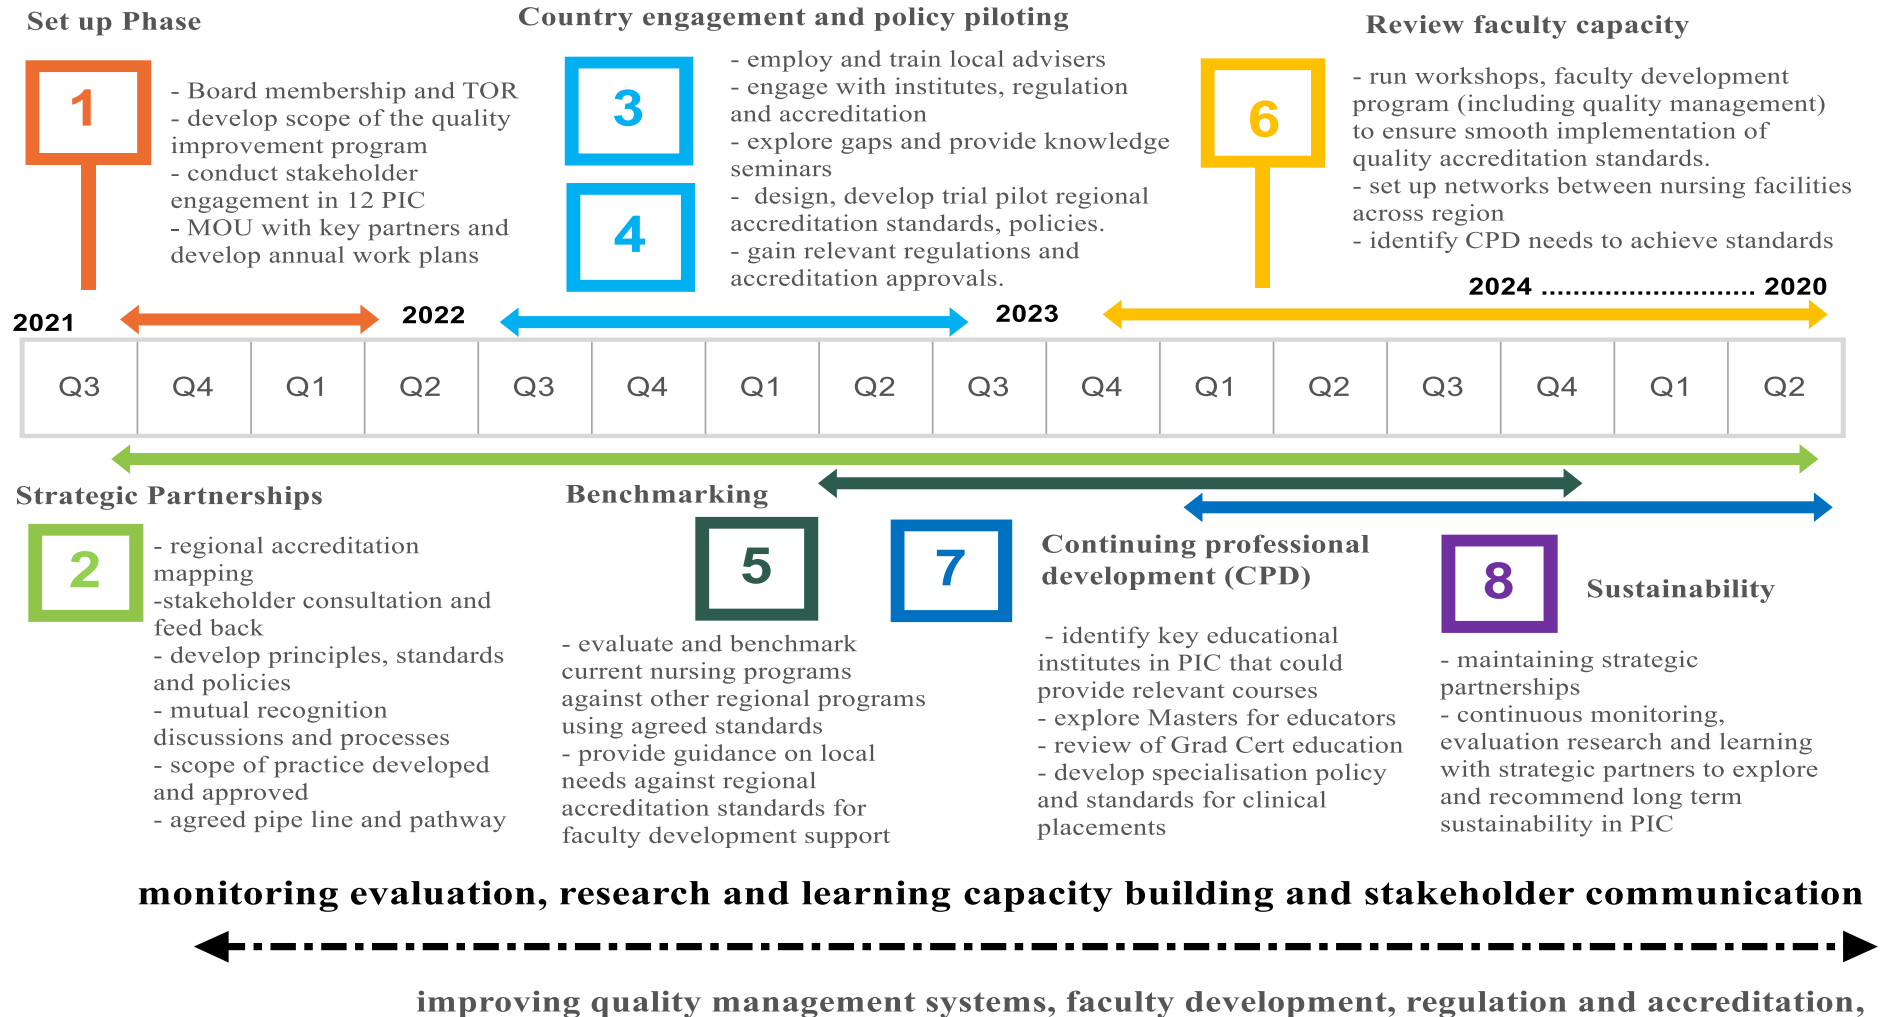 Set up Phase
1
- Board membership and TOR
- develop scope of the quality
improvement program
- conduct stakeholder
engagement in 12 PIC
- MOU with key partners and
develop annual work plans
Country engagement and policy piloting
3
4
- employ and train local advisers
- engage with institutes, regulation
and accreditation
- explore gaps and provide knowledge
seminars
- design, develop trial pilot regional
accreditation standards, policies.
- gain relevant regulations and
accreditation approvals.
Review faculty capacity
6
- run workshops, faculty development
program (including quality management)
to ensure smooth implementation of
quality accreditation standards.
- set up networks between nursing facilities
across region
- identify CPD needs to achieve standards
2021
2022
2023
2024 ........................... 2020
Q3 Q4 Q1 Q2 Q3 Q4 Q1 Q2 Q3 Q4 Q1 Q2 Q3 Q4 Q1 Q2
Strategic Partnerships
2
- regional accreditation
mapping
-stakeholder consultation and
feed back
- develop principles, standards
and policies
- mutual recognition
discussions and processes
- scope of practice developed
and approved
- agreed pipe line and pathway
Benchmarking
5
- evaluate and benchmark
current nursing programs
against other regional programs
using agreed standards
- provide guidance on local
needs against regional
accreditation standards for
faculty development support
7
Continuing professional
development (CPD)
- identify key educational
institutes in PIC that could
provide relevant courses
- explore Masters for educators
- review of Grad Cert education
- develop specialisation policy
and standards for clinical
placements
8
Sustainability
- maintaining strategic
partnerships
- continuous monitoring,
evaluation research and learning
with strategic partners to explore
and recommend long term
sustainability in PIC
monitoring evaluation, research and learning capacity building and stakeholder communication
improving quality management systems, faculty development, regulation and accreditation,